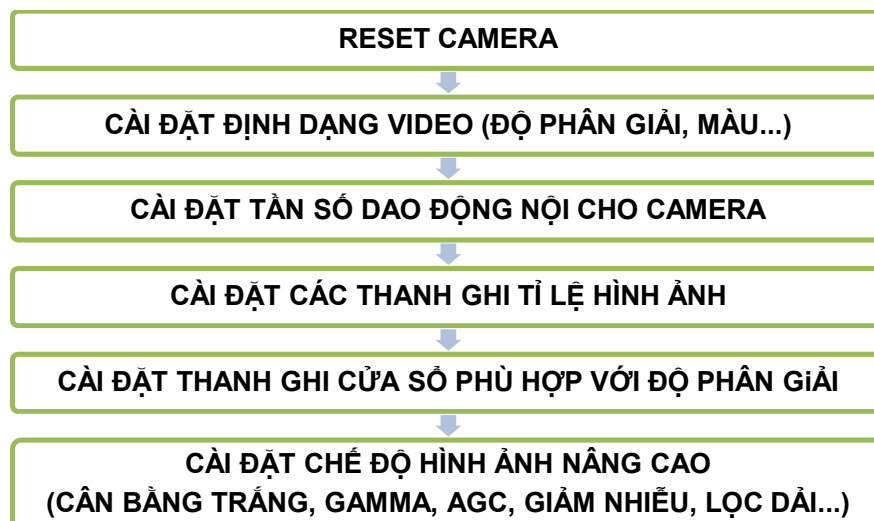 RESET CAMERA
CÀI ĐẶT ĐỊNH DẠNG VIDEO (ĐỘ PHÂN GIẢI, MÀU...)
CÀI ĐẶT TẦN SỐ DAO ĐỘNG NỘI CHO CAMERA
CÀI ĐẶT CÁC THANH GHI TỈ LỆ HÌNH ẢNH
CÀI ĐẶT THANH GHI CỬA SỔ PHÙ HỢP VỚI ĐỘ PHÂN GiẢI
CÀI ĐẶT CHẾ ĐỘ HÌNH ẢNH NÂNG CAO
(CÂN BẰNG TRẮNG, GAMMA, AGC, GIẢM NHIỄU, LỌC DẢI...)